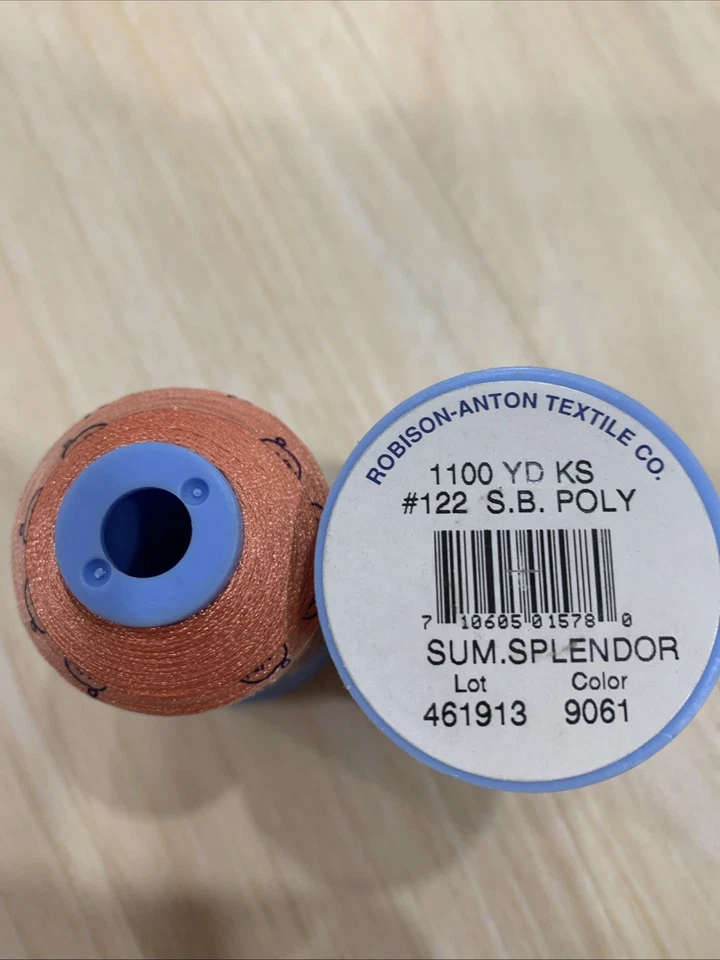 ROBISON-ANTON TEXTILE CO.
1100 YD KS
#122 S.B. POLY
7 10605 01578 0
SUM.SPLENDOR
Lot Color
461913 9061